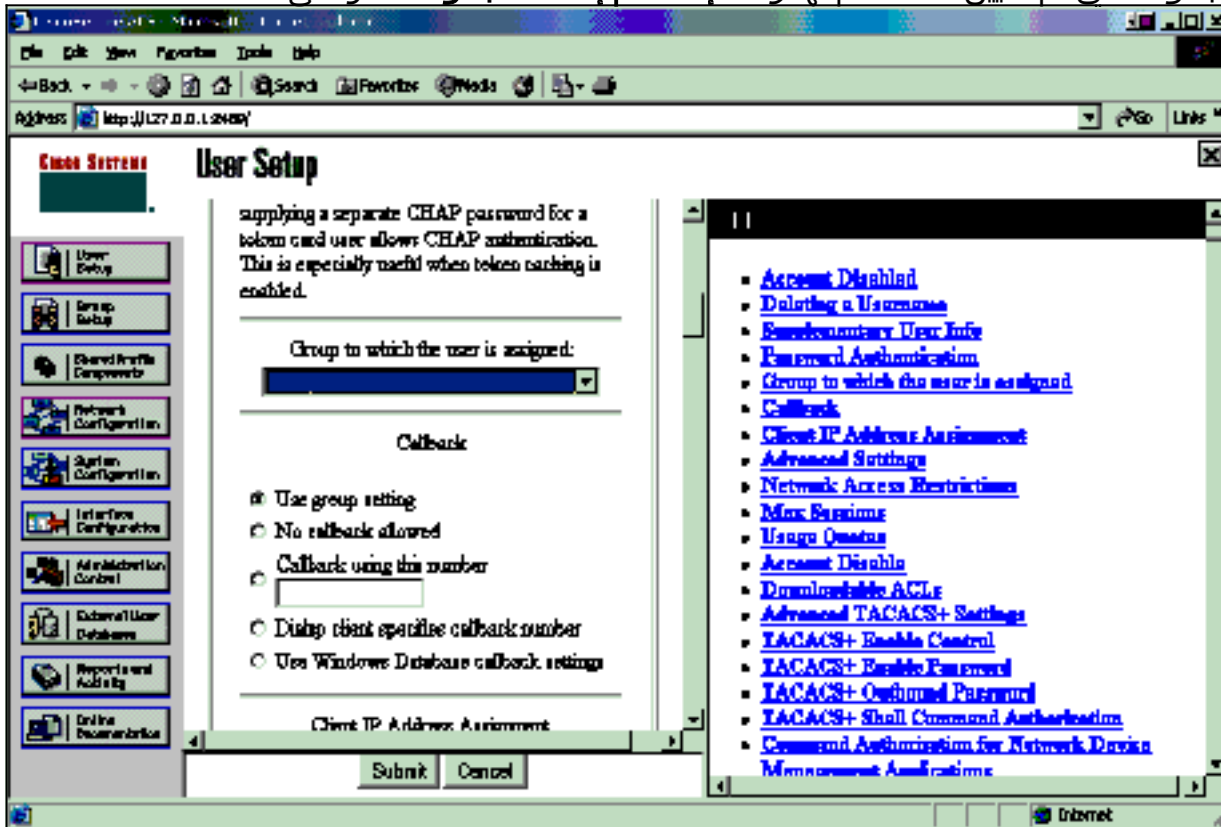 File Edit View Favorites Tools Help
Back Search Favorites Media
Address http://127.0.0.1:2489/ Go Links
CISCO SYSTEMS
User Setup
User Setup
Group Setup
Shared Profile Components
Network Configuration
System Configuration
Interface Configuration
Administration Control
External User Databases
Reports and Activity
Online Documentation
supplying a separate CHAP password for a
token card user allows CHAP authentication.
This is especially useful when token caching is
enabled.
Group to which the user is assigned:
Callback
Use group setting
No callback allowed
Callback using this number
Dialup client specifies callback number
Use Windows Database callback settings
Client IP Address Assignment
Submit Cancel
Account Disabled
Deleting a Username
Supplementary User Info
Password Authentication
Group to which the user is assigned
Callback
Client IP Address Assignment
Advanced Settings
Network Access Restrictions
Max Sessions
Usage Quotas
Account Disable
Downloadable ACLs
Advanced TACACS+ Settings
TACACS+ Enable Control
TACACS+ Enable Password
TACACS+ Outbound Password
TACACS+ Shell Command Authorization
Command Authorization for Network Device
Management Applications
Internet